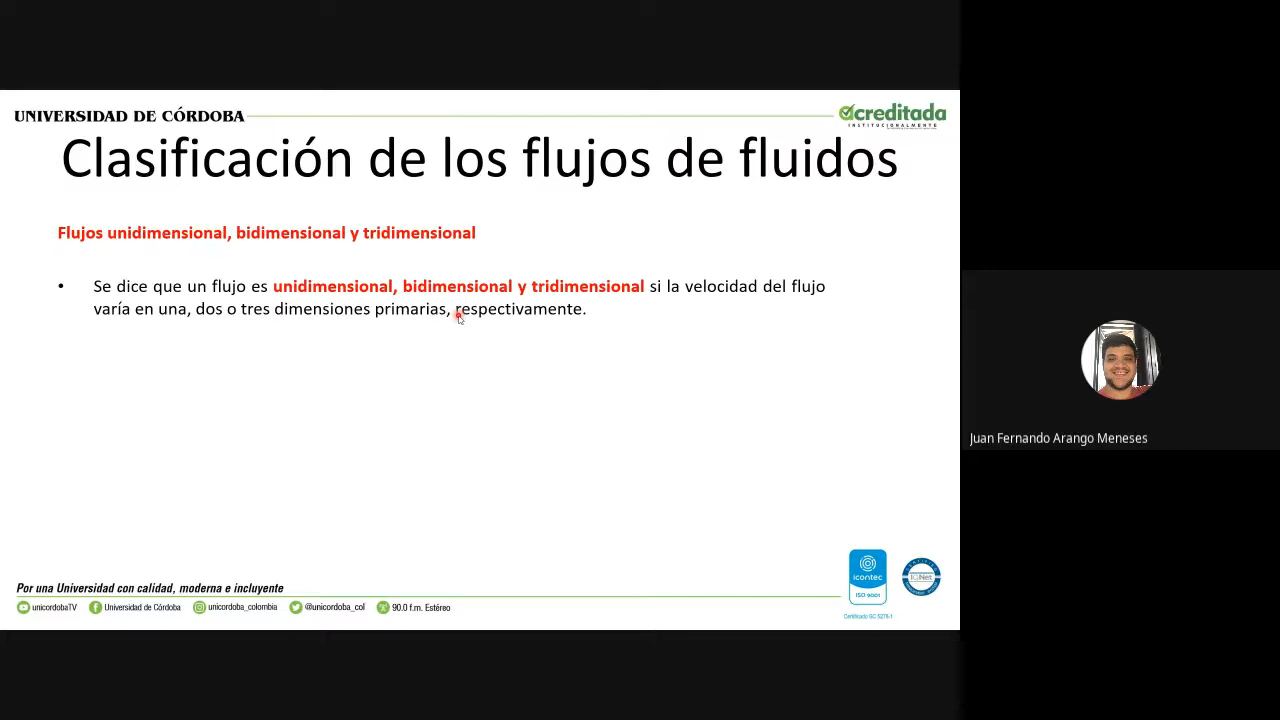 UNIVERSIDAD DE CÓRDOBA
Acreditada
INSTITUCIONALMENTE
Clasificación de los flujos de fluidos
Flujos unidimensional, bidimensional y tridimensional
• Se dice que un flujo es unidimensional, bidimensional y tridimensional si la velocidad del flujo
varía en una, dos o tres dimensiones primarias, respectivamente.
Juan Fernando Arango Meneses
Por una Universidad con calidad, moderna e incluyente
unicordobaTV Universidad de Córdoba unicordoba_colombia @unicordoba_col 90.0 f.m. Estéreo
icontec
ISO 9001
Certificado SC 5278-1
IQNet